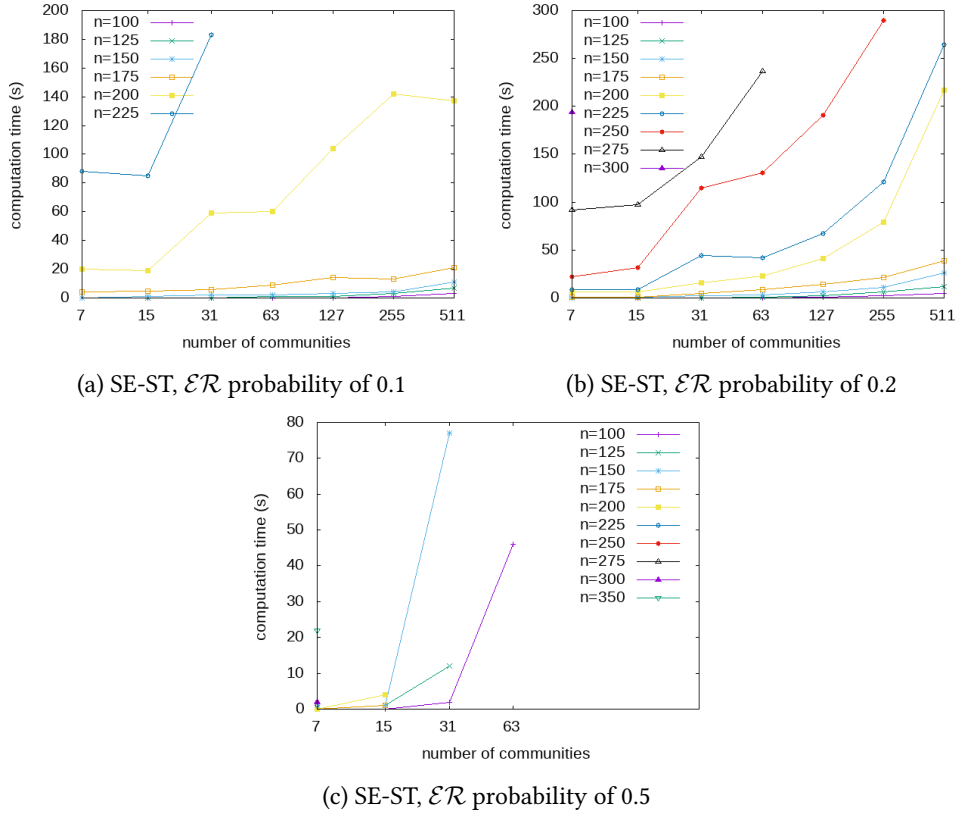 n=100
n=125
n=150
n=175
n=200
n=225
computation time (s)
200
180
160
140
120
100
80
60
40
20
0
7 15 31 63 127 255 511
number of communities
(a) SE-ST, ℰℛ probability of 0.1
n=100
n=125
n=150
n=175
n=200
n=225
n=250
n=275
n=300
computation time (s)
300
250
200
150
100
50
0
7 15 31 63 127 255 511
number of communities
(b) SE-ST, ℰℛ probability of 0.2
n=100
n=125
n=150
n=175
n=200
n=225
n=250
n=275
n=300
n=350
computation time (s)
80
70
60
50
40
30
20
10
0
7 15 31 63
number of communities
(c) SE-ST, ℰℛ probability of 0.5